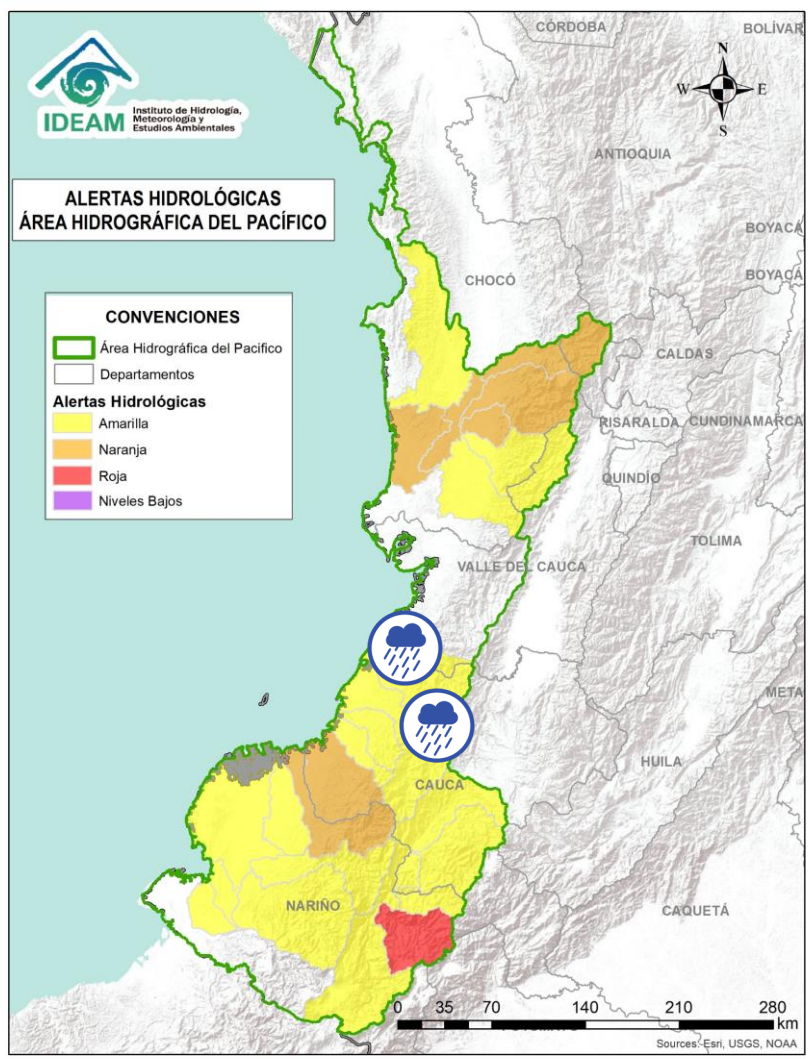 CÓRDOBA
BOLÍVAR
IDEAM
Instituto de Hidrología,
Meteorología y
Estudios Ambientales
N
W E
S
ANTIOQUIA
ALERTAS HIDROLÓGICAS
ÁREA HIDROGRÁFICA DEL PACÍFICO
BOYACÁ
BOYACÁ
CHOCÓ
CONVENCIONES
Área Hidrográfica del Pacifico
Departamentos
Alertas Hidrológicas
Amarilla
Naranja
Roja
Niveles Bajos
CALDAS
RISARALDA
CUNDINAMARCA
QUINDÍO
TOLIMA
VALLE DEL CAUCA
META
HUILA
CAUCA
NARIÑO
CAQUETÁ
0 35 70 140 210 280
km
Sources: Esri, USGS, NOAA